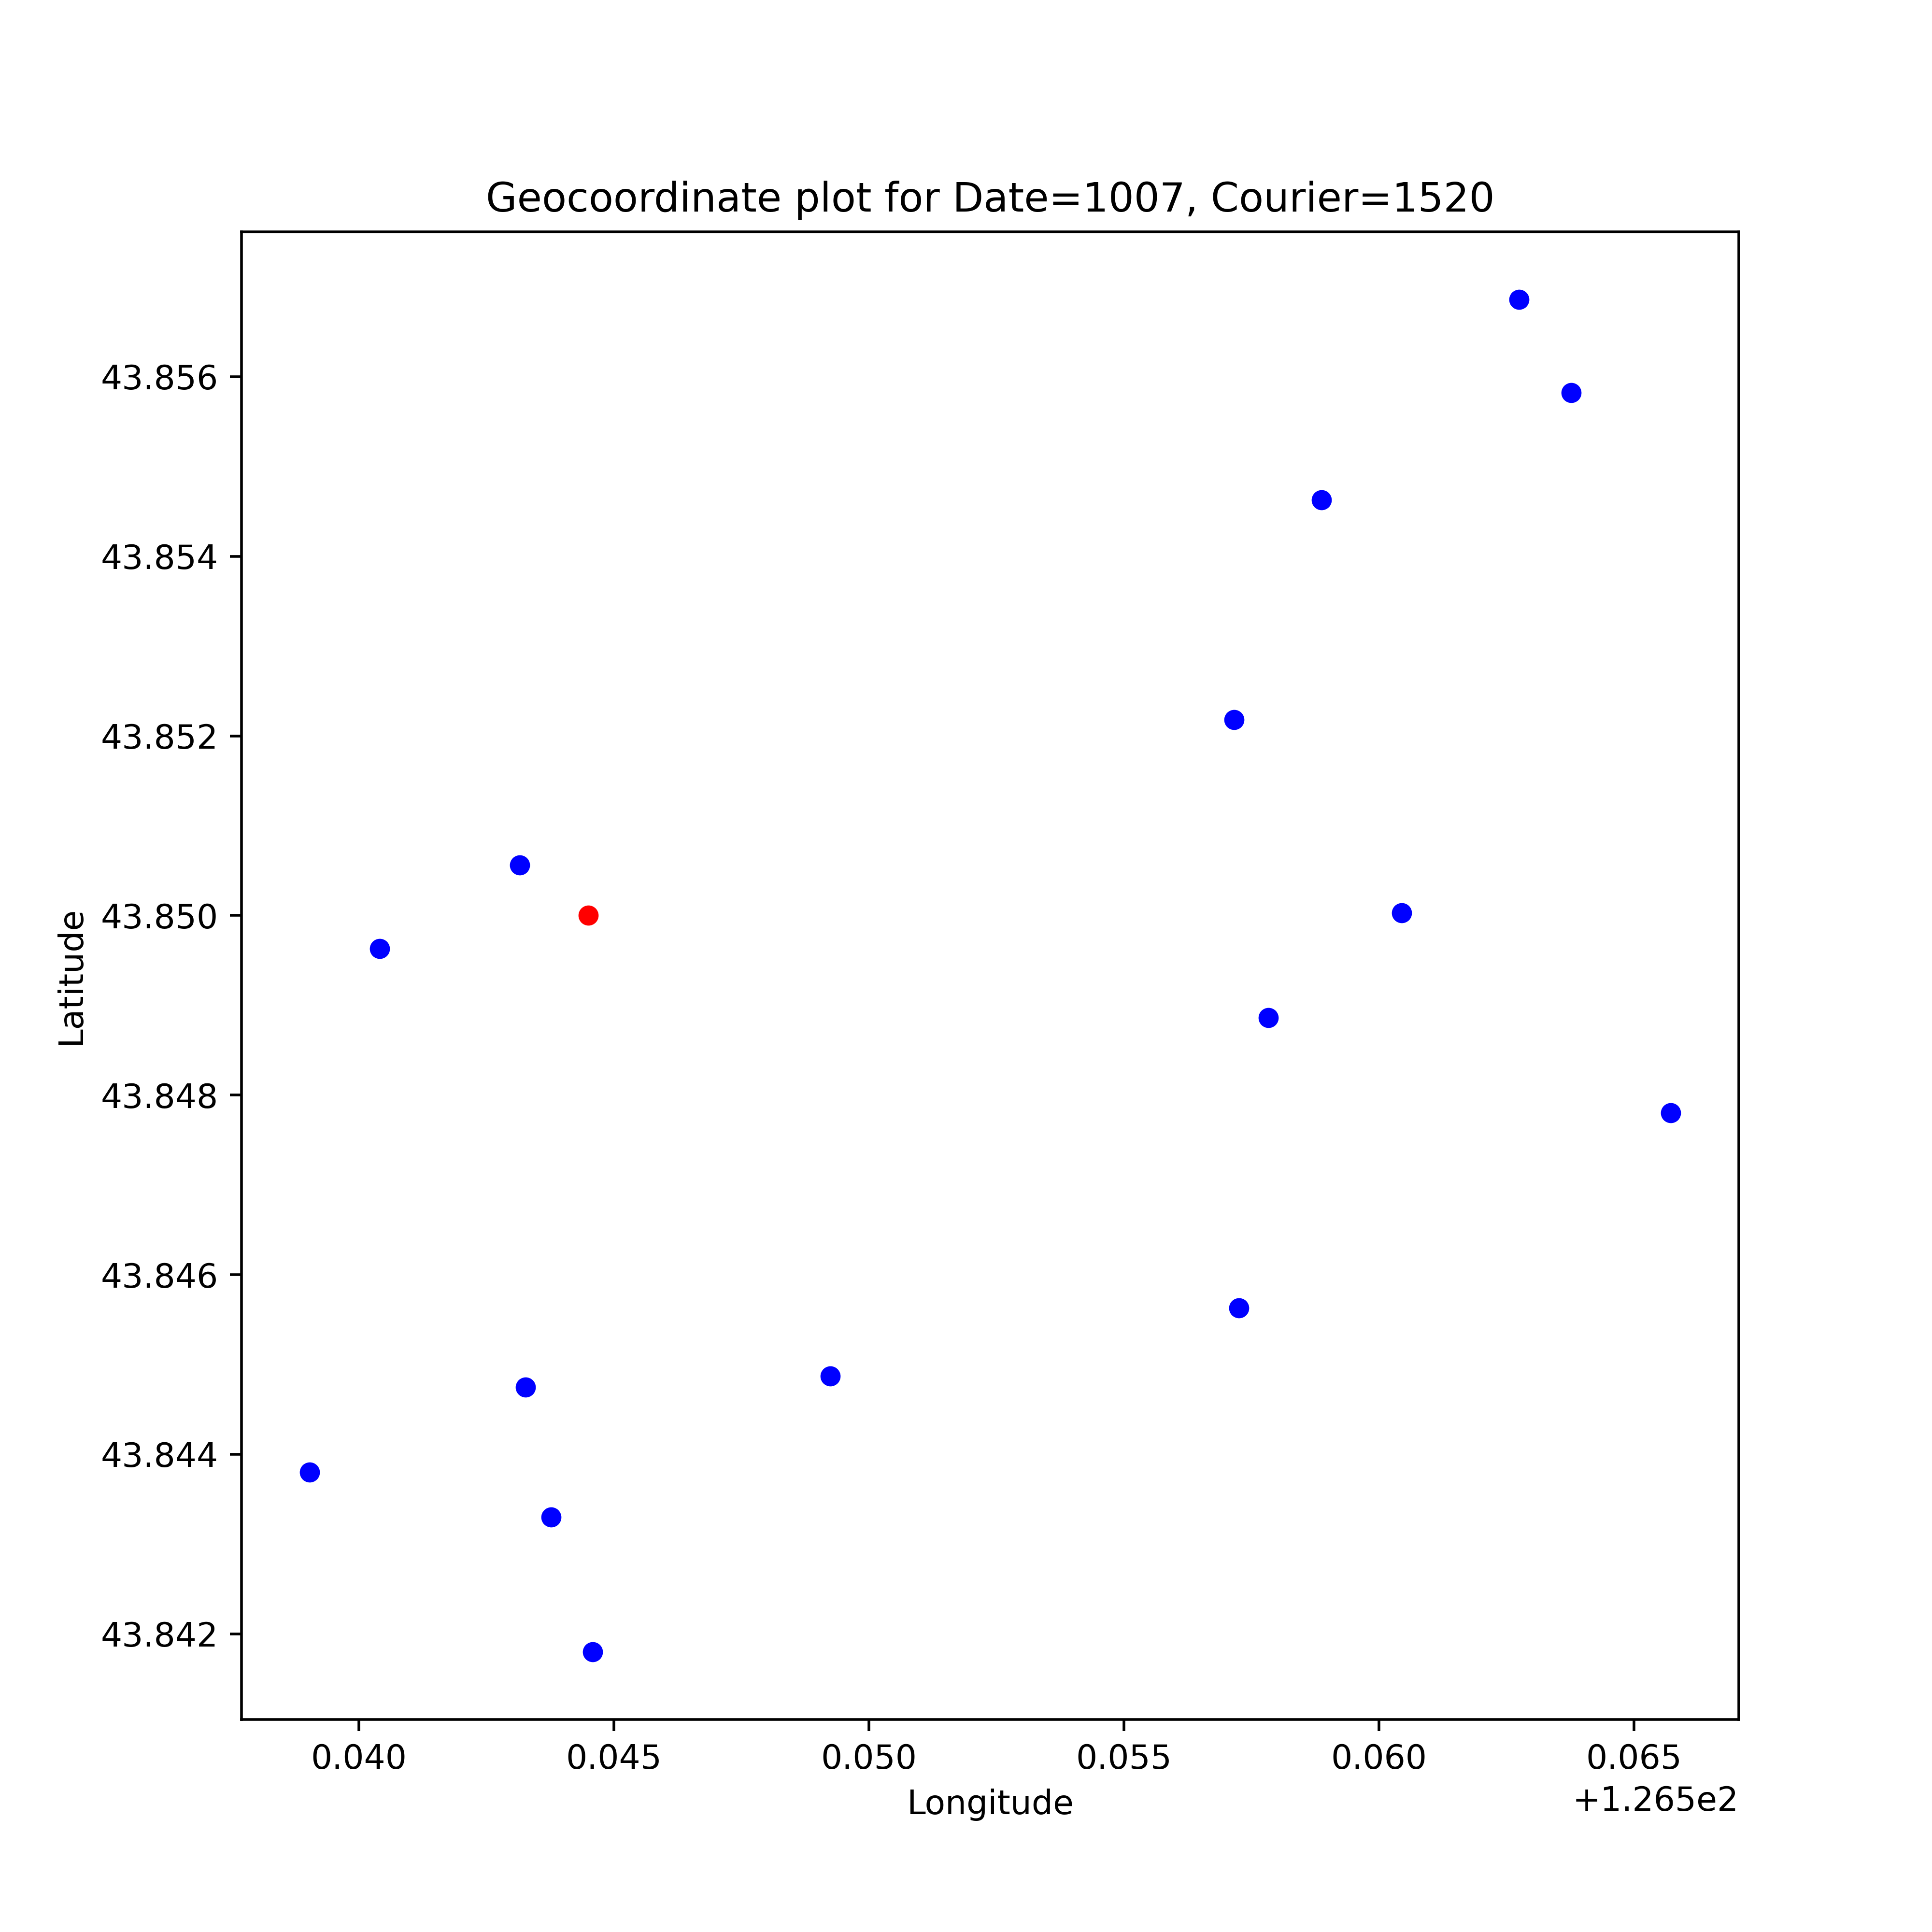 Geocoordinate plot for Date=1007, Courier=1520
43.856
43.854
43.852
43.850
43.848
43.846
43.844
43.842
Latitude
0.040 0.045 0.050 0.055 0.060 0.065
+1.265e2
Longitude